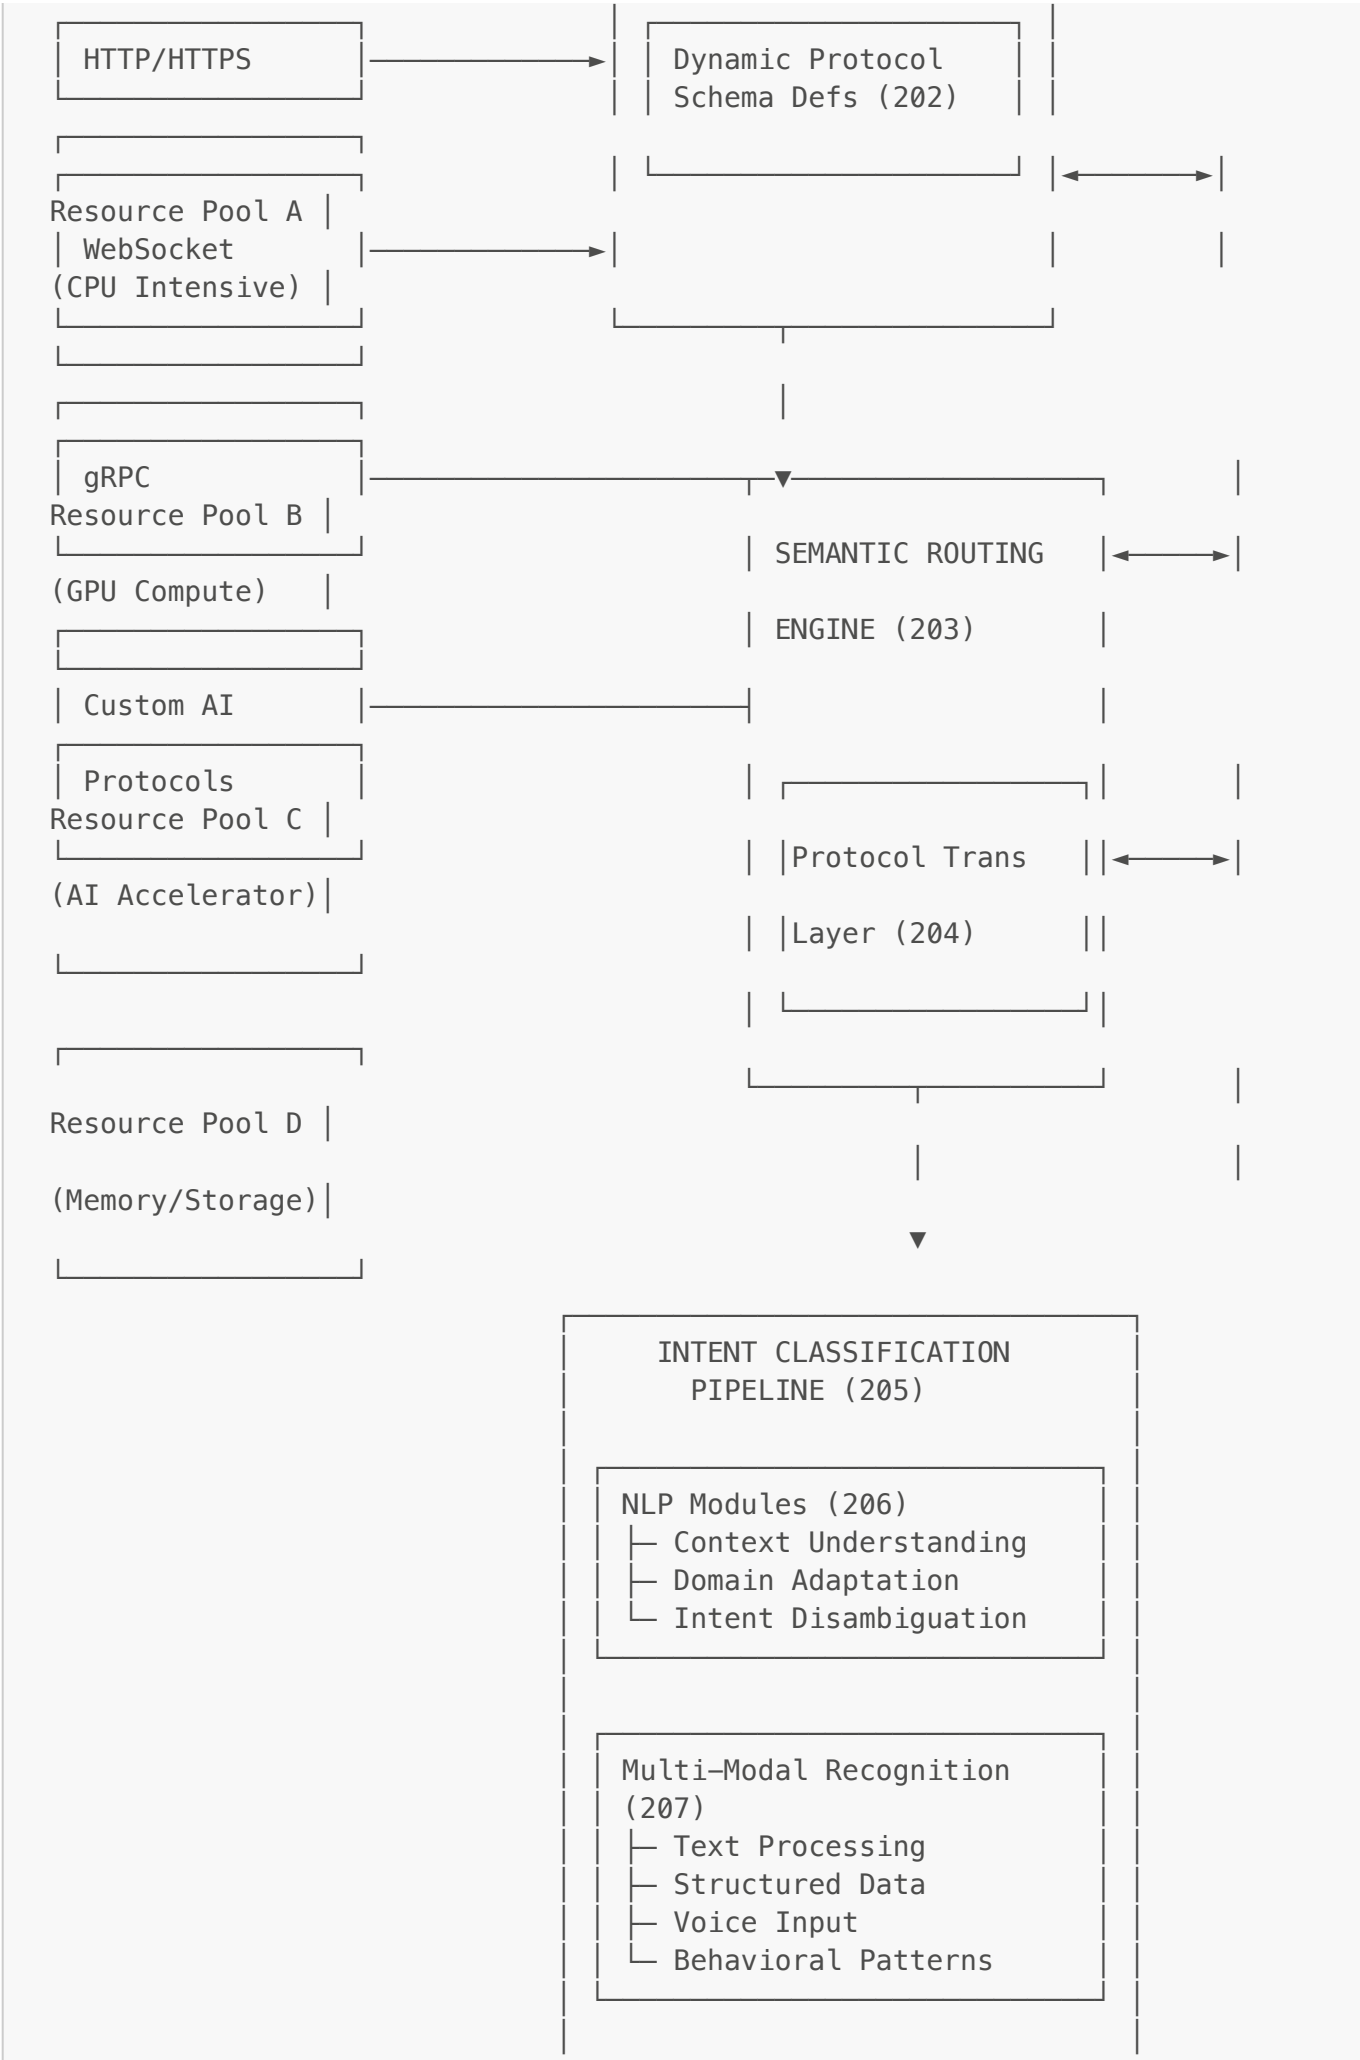 HTTP/HTTPS
Dynamic Protocol
Schema Defs (202)
Resource Pool A
WebSocket
(CPU Intensive)
gRPC
Resource Pool B
SEMANTIC ROUTING
(GPU Compute)
ENGINE (203)
Custom AI
Protocols
Resource Pool C
Protocol Trans
(AI Accelerator)
Layer (204)
Resource Pool D
(Memory/Storage)
INTENT CLASSIFICATION
PIPELINE (205)
NLP Modules (206)
├─ Context Understanding
├─ Domain Adaptation
└─ Intent Disambiguation
Multi-Modal Recognition
(207)
├─ Text Processing
├─ Structured Data
├─ Voice Input
└─ Behavioral Patterns